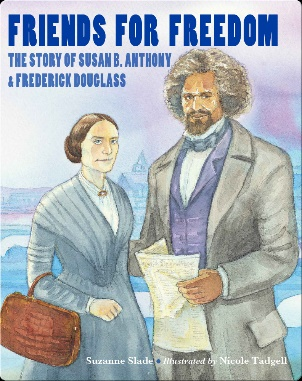 FRIENDS FOR FREEDOM
THE STORY OF SUSAN B. ANTHONY
& FREDERICK DOUGLASS
Suzanne Slade • Illustrated by Nicole Tadgell